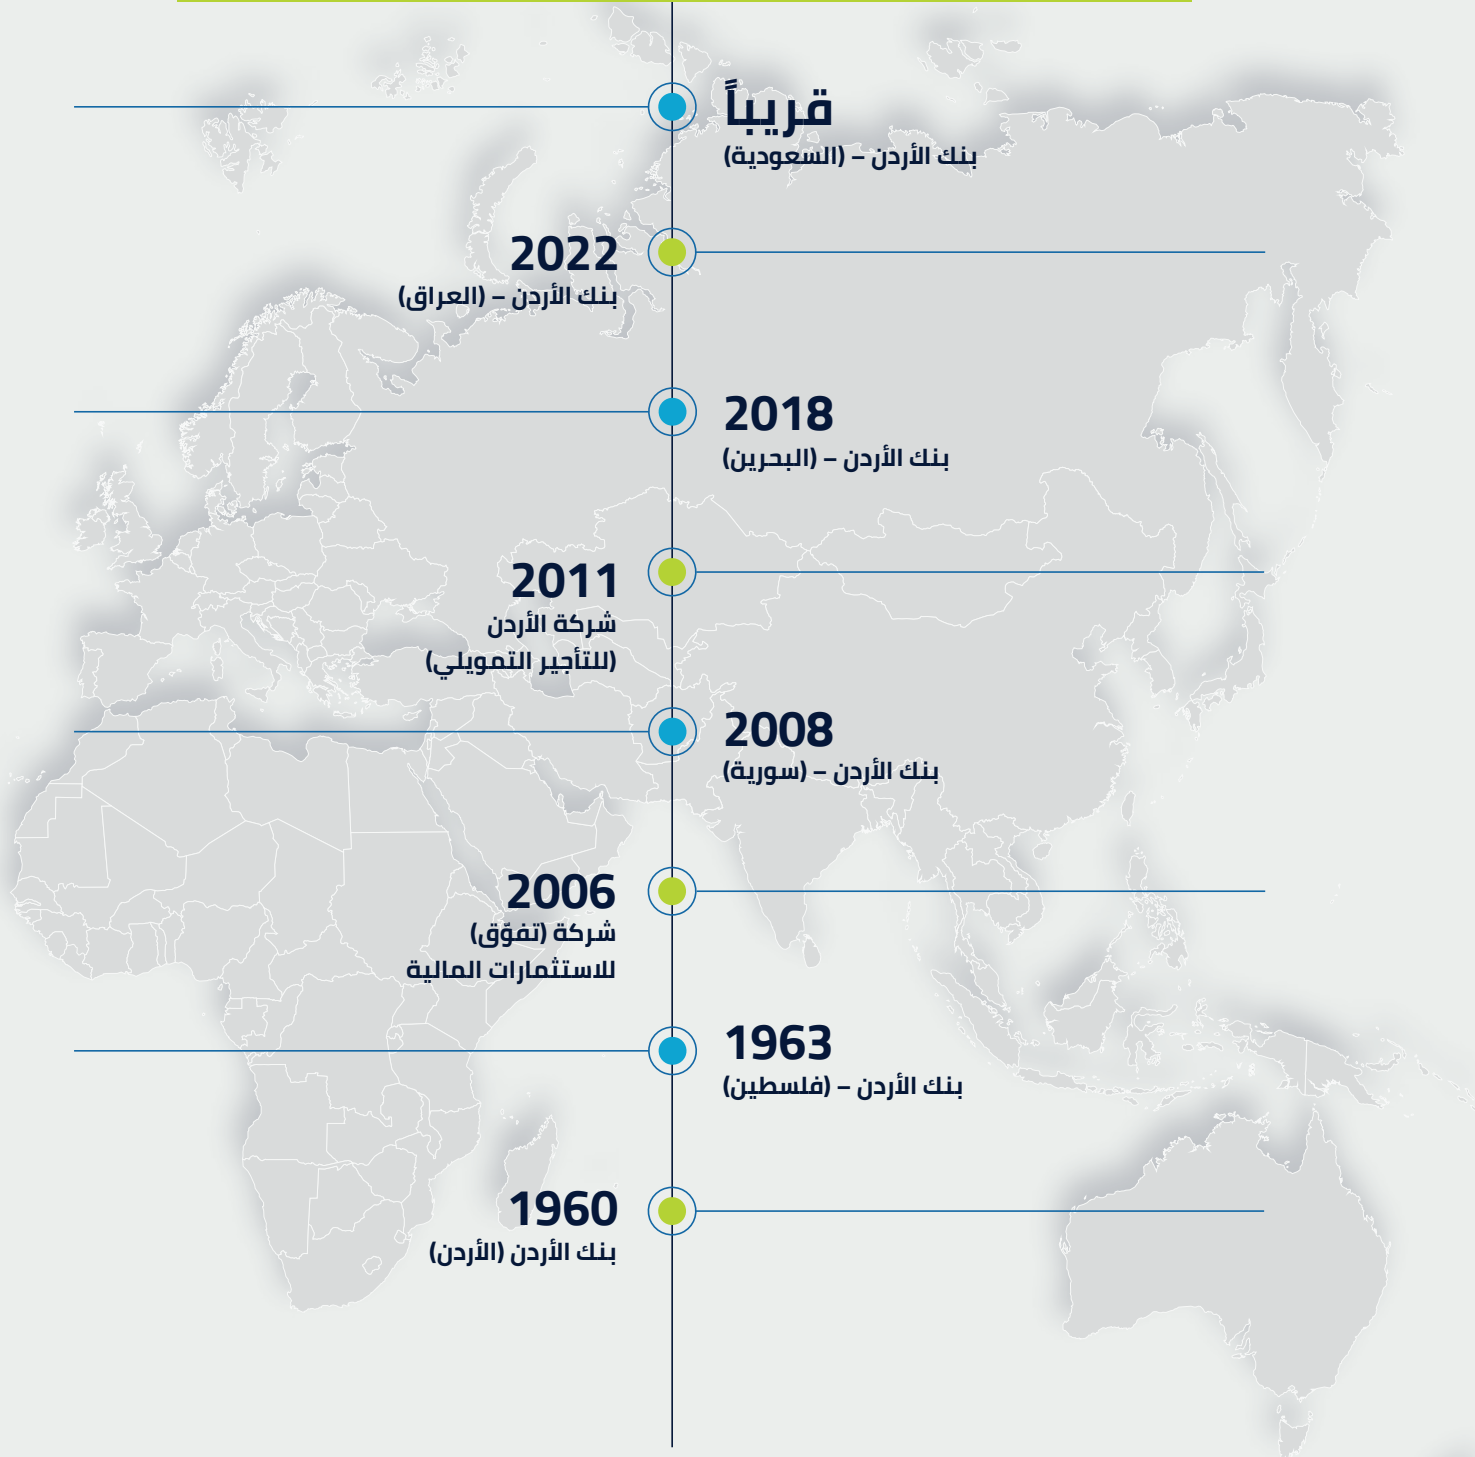 قريباً
بنك الأردن – (السعودية)
2022
بنك الأردن – (العراق)
2018
بنك الأردن – (البحرين)
2011
شركة الأردن
(للتأجير التمويلي)
2008
بنك الأردن – (سورية)
2006
شركة (تفوّق)
للاستثمارات المالية
1963
بنك الأردن – (فلسطين)
1960
بنك الأردن (الأردن)